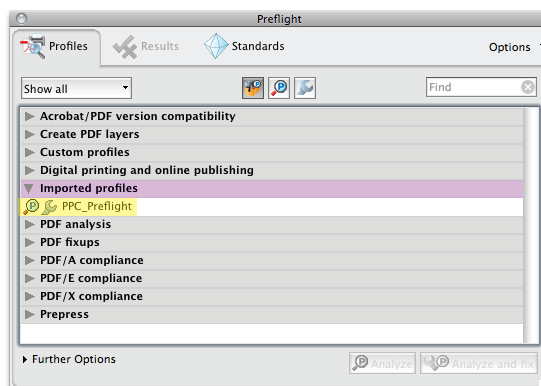 Preflight
Profiles Results Standards Options
Show all Find
Acrobat/PDF version compatibility
Create PDF layers
Custom profiles
Digital printing and online publishing
Imported profiles
PPC_Preflight
PDF analysis
PDF fixups
PDF/A compliance
PDF/E compliance
PDF/X compliance
Prepress
Further Options Analyze Analyze and fix